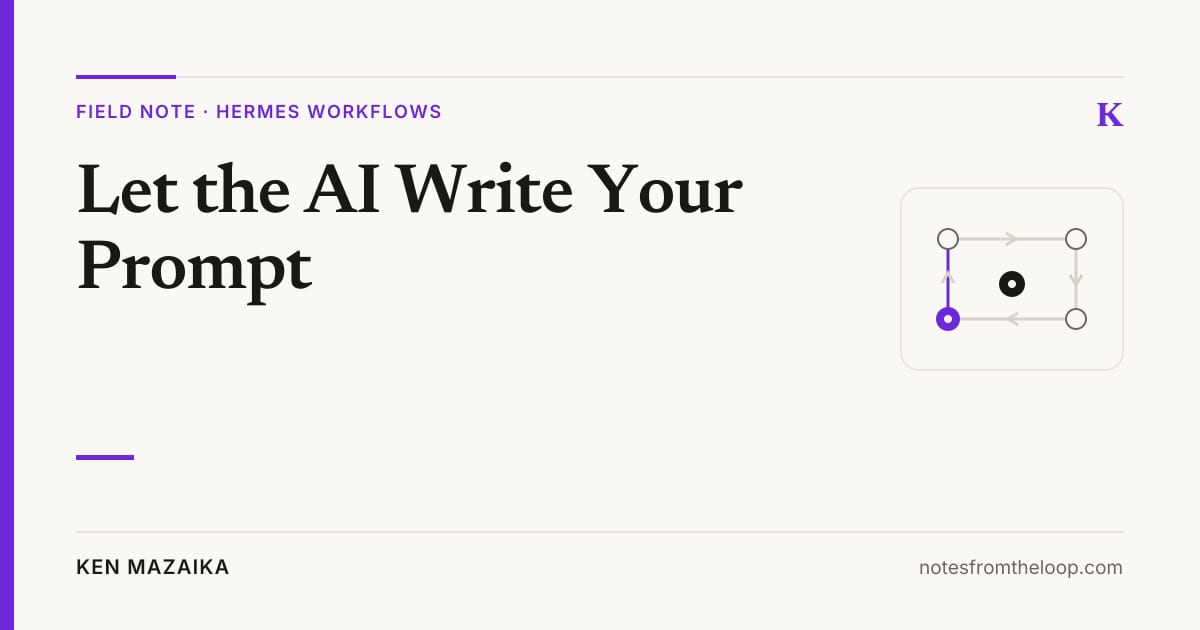 FIELD NOTE · HERMES WORKFLOWS
K
Let the AI Write Your
Prompt
KEN MAZAIKA
notesfromtheloop.com